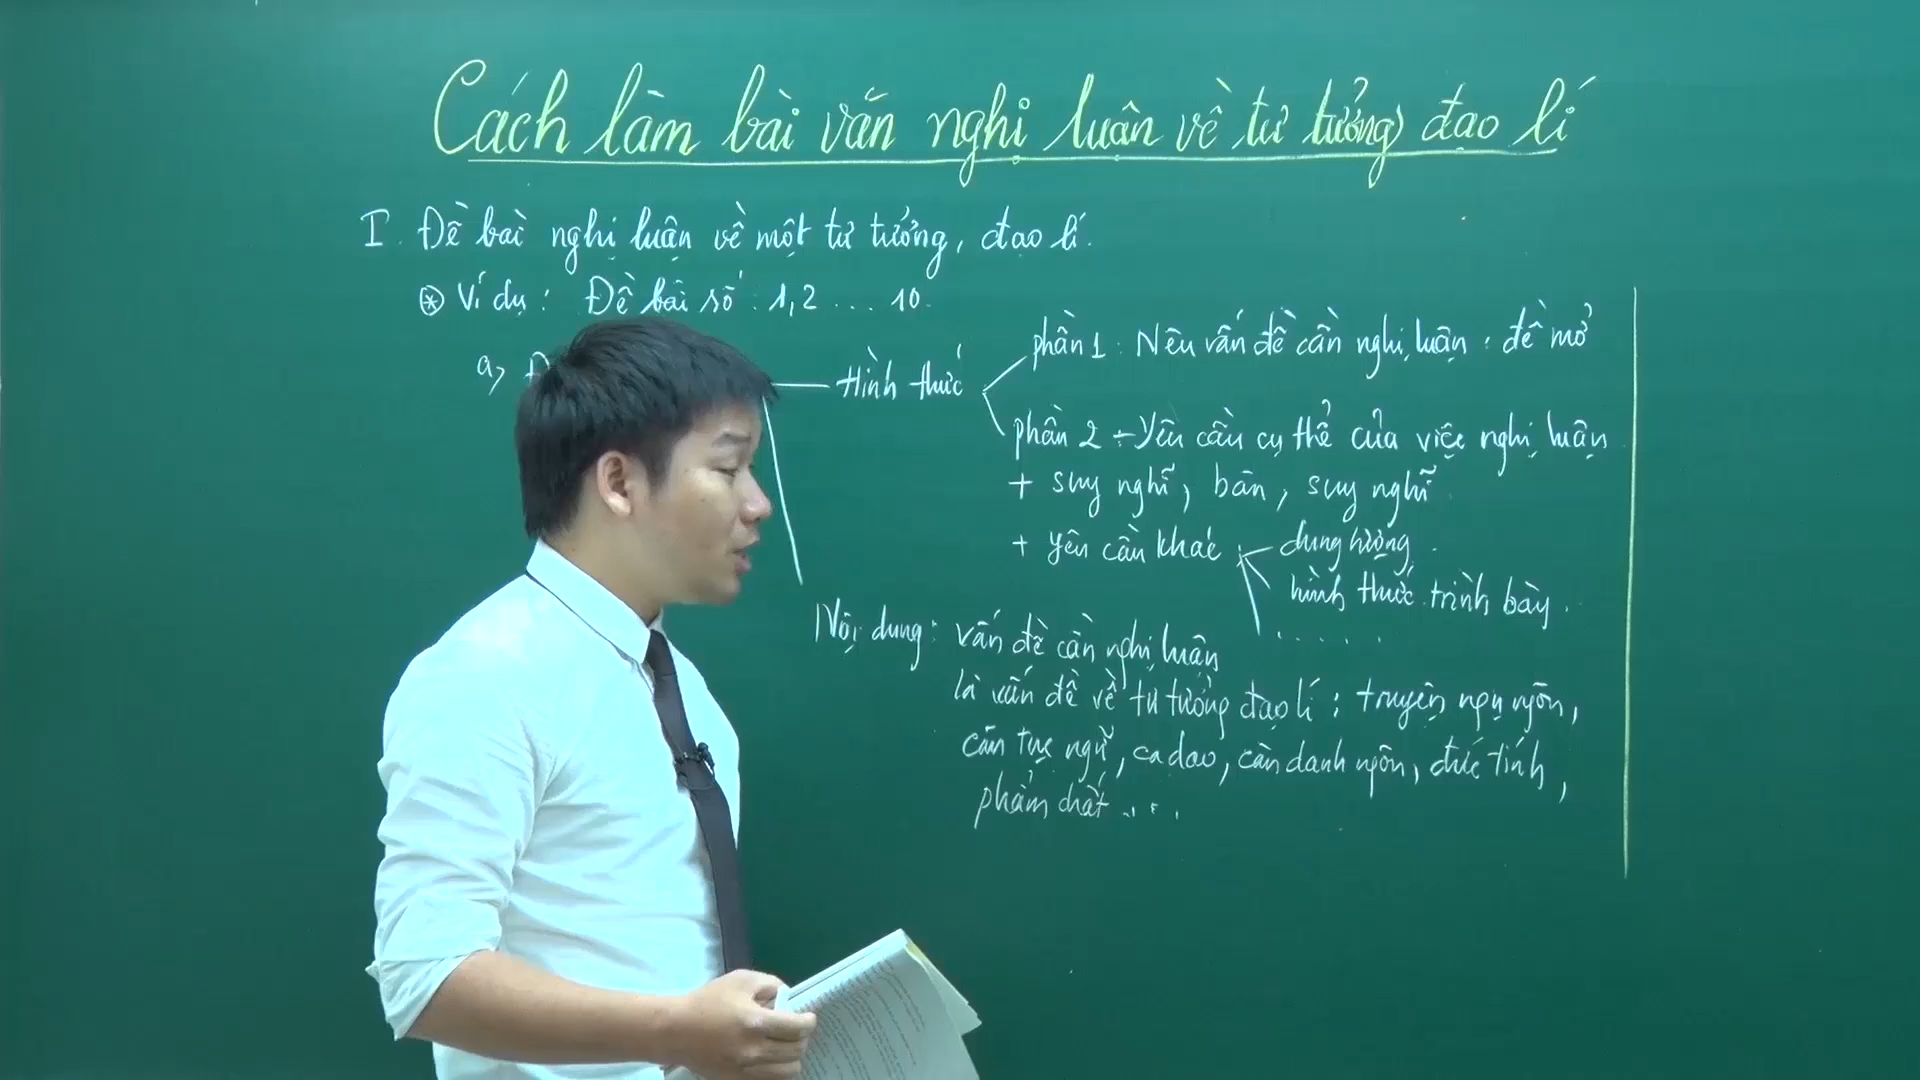 Cách làm bài văn nghị luận về tư tưởng đạo lí
I. Đề bài nghị luận về một tư tưởng, đạo lí.
* Ví dụ: Đề bài số: 1, 2 ... 10.
a, Đ
Hình thức
phần 1: Nêu vấn đề cần nghị luận: đề mở
phần 2: Yêu cầu cụ thể của việc nghị luận
+ suy nghĩ, bàn, suy nghĩ
+ yêu cầu khác
dung lượng.
hình thức trình bày.
......
Nội dung: vấn đề cần nghị luận
là vấn đề về tư tưởng đạo lí: truyện ngụ ngôn,
câu tục ngữ, ca dao, câu danh ngôn, đức tính,
phẩm chất ....